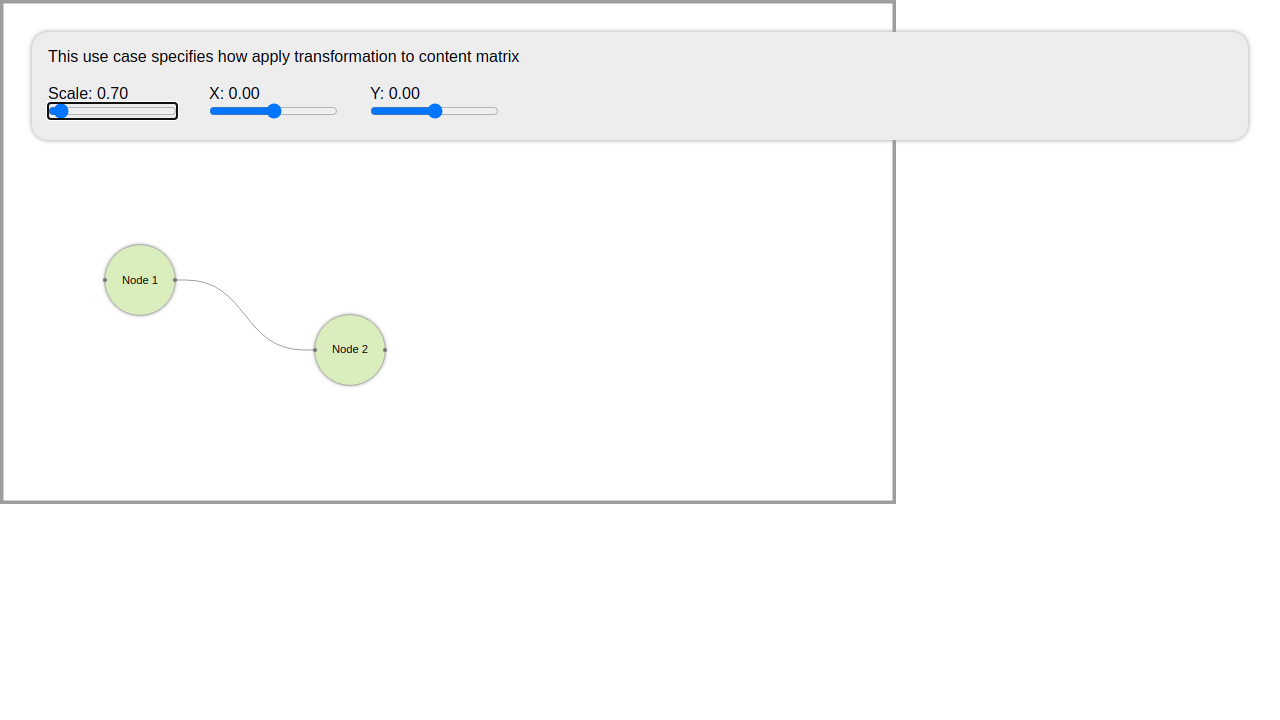 This use case specifies how apply transformation to content matrix
Scale: 0.70 X: 0.00 Y: 0.00
Node 1
Node 2